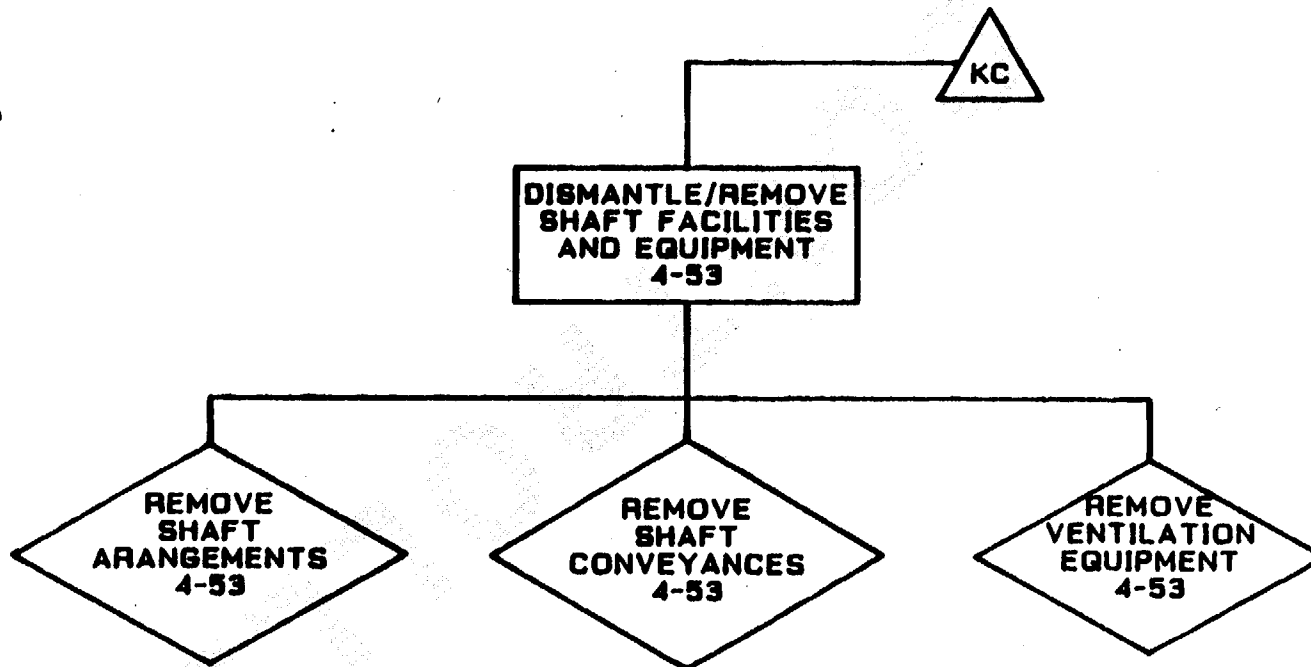 KC
DISMANTLE/REMOVE
SHAFT FACILITIES
AND EQUIPMENT
4-53
REMOVE
SHAFT
ARANGEMENTS
4-53
REMOVE
SHAFT
CONVEYANCES
4-53
REMOVE
VENTILATION
EQUIPMENT
4-53